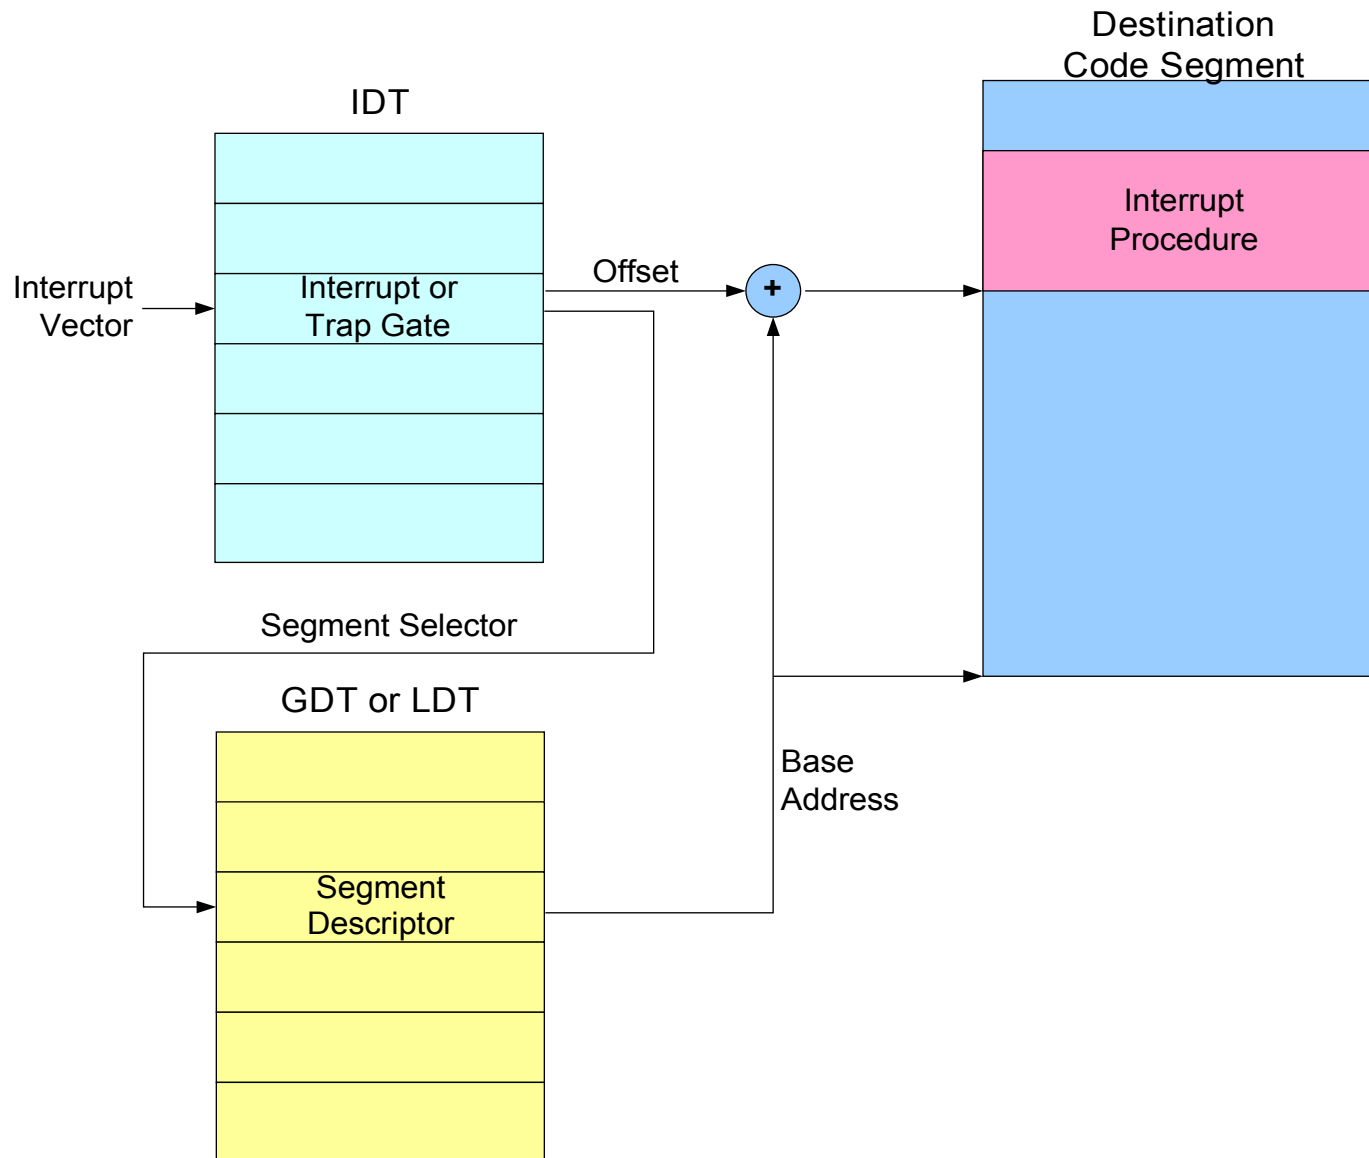 Destination
Code Segment
IDT
Interrupt
Procedure
Interrupt
Vector
Interrupt or
Trap Gate
Offset
+
Segment Selector
GDT or LDT
Base
Address
Segment
Descriptor